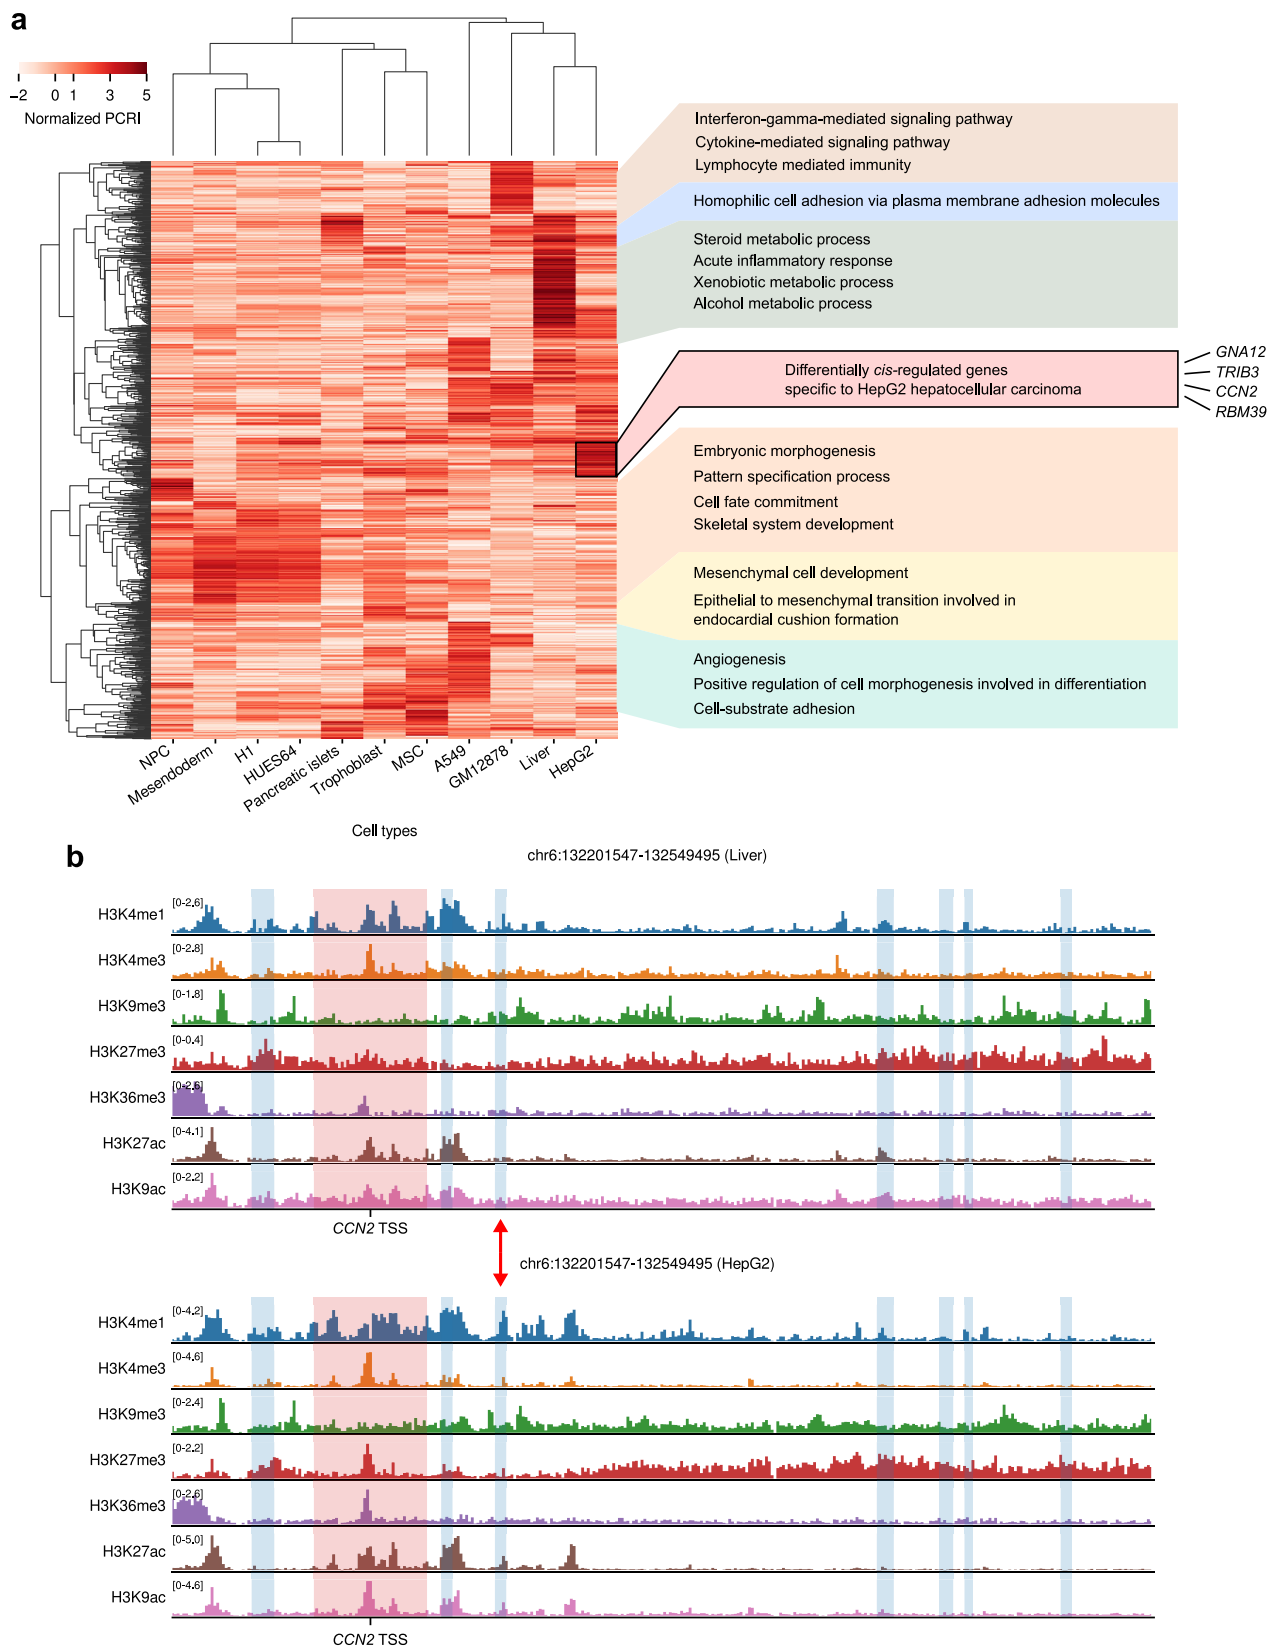 a
−2 0 1 3 5
Normalized PCRI
Interferon-gamma-mediated signaling pathway
Cytokine-mediated signaling pathway
Lymphocyte mediated immunity
Homophilic cell adhesion via plasma membrane adhesion molecules
Steroid metabolic process
Acute inflammatory response
Xenobiotic metabolic process
Alcohol metabolic process
Differentially cis-regulated genes
specific to HepG2 hepatocellular carcinoma
GNA12
TRIB3
CCN2
RBM39
Embryonic morphogenesis
Pattern specification process
Cell fate commitment
Skeletal system development
Mesenchymal cell development
Epithelial to mesenchymal transition involved in
endocardial cushion formation
Angiogenesis
Positive regulation of cell morphogenesis involved in differentiation
Cell-substrate adhesion
NPC
Mesendoderm
H1
HUES64
Pancreatic islets
Trophoblast
MSC
A549
GM12878
Liver
HepG2
Cell types
b
chr6:132201547-132549495 (Liver)
H3K4me1 [0-2.6]
H3K4me3 [0-2.8]
H3K9me3 [0-1.8]
H3K27me3 [0-0.4]
H3K36me3 [0-2.6]
H3K27ac [0-4.1]
H3K9ac [0-2.2]
CCN2 TSS
chr6:132201547-132549495 (HepG2)
H3K4me1 [0-4.2]
H3K4me3 [0-4.6]
H3K9me3 [0-2.4]
H3K27me3 [0-2.2]
H3K36me3 [0-2.6]
H3K27ac [0-5.0]
H3K9ac [0-4.6]
CCN2 TSS